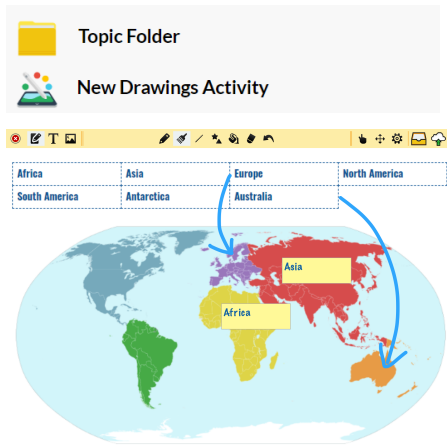 Topic Folder
New Drawings Activity
T
Africa Asia Europe North America
South America Antarctica Australia
Asia
Africa